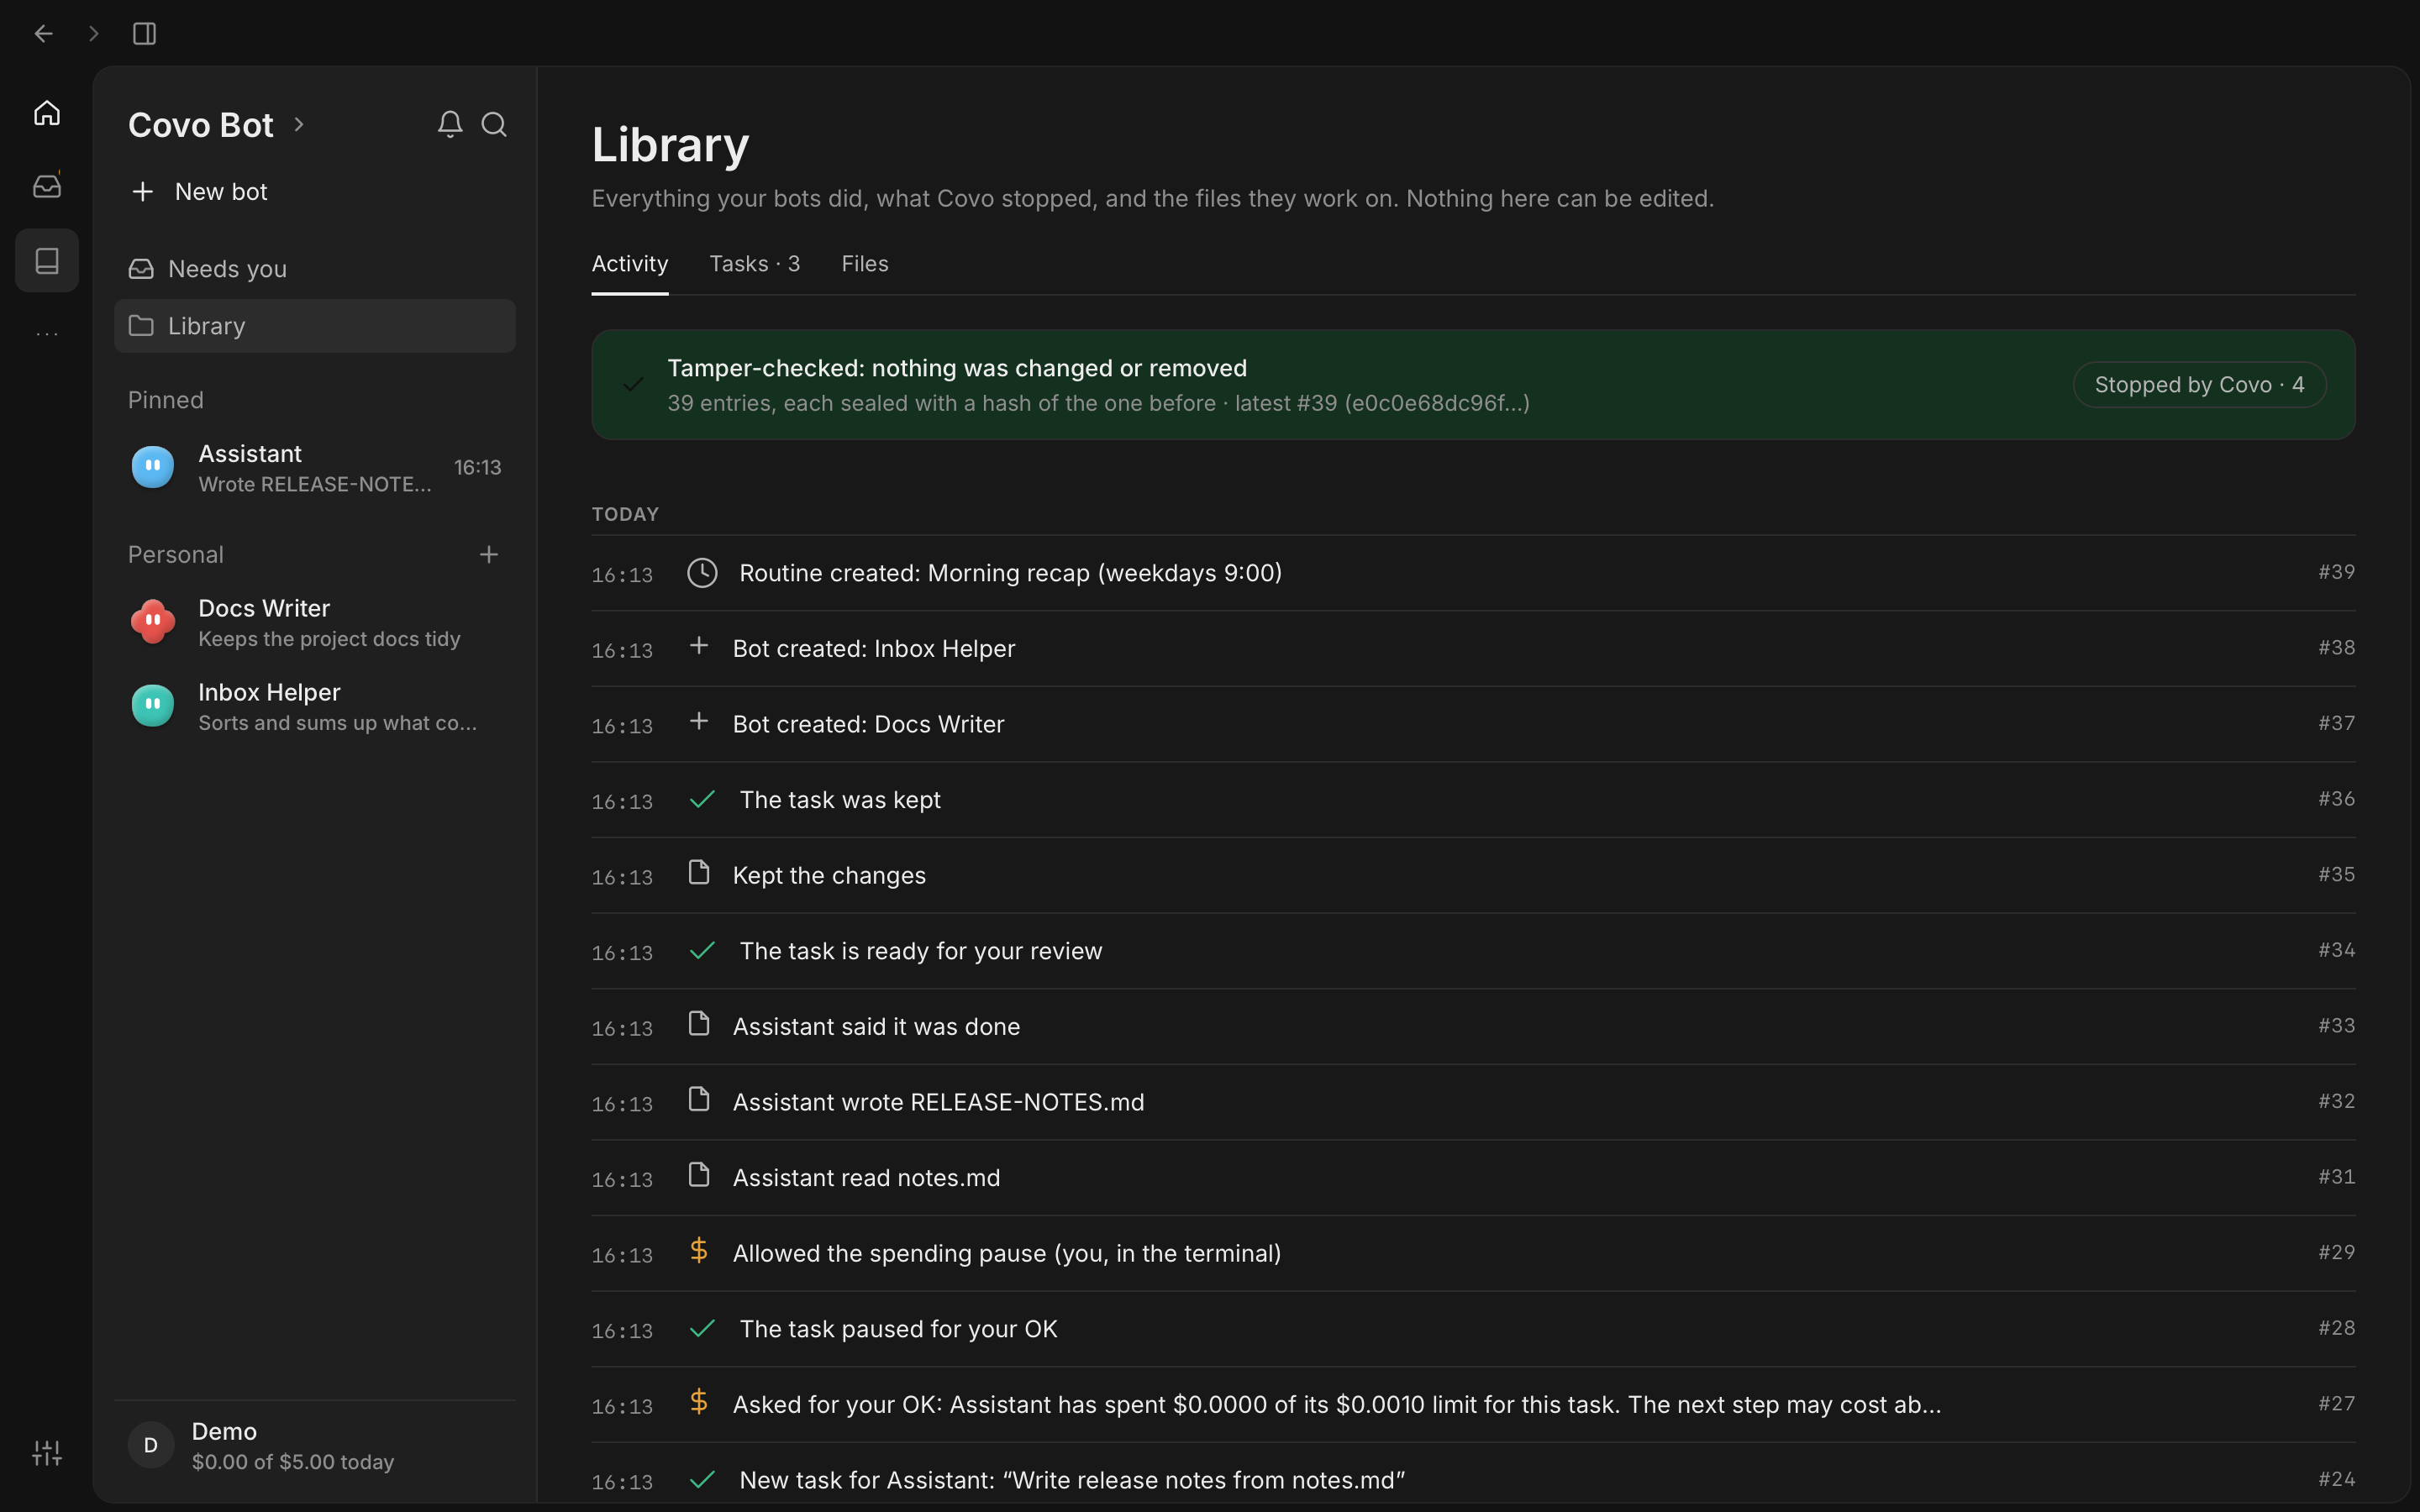 Covo Bot
New bot
Needs you
Library
Pinned
Assistant
Wrote RELEASE-NOTE...
16:13
Personal
Docs Writer
Keeps the project docs tidy
Inbox Helper
Sorts and sums up what co...
D
Demo
$0.00 of $5.00 today
Library
Everything your bots did, what Covo stopped, and the files they work on. Nothing here can be edited.
Activity
Tasks · 3
Files
Tamper-checked: nothing was changed or removed
39 entries, each sealed with a hash of the one before · latest #39 (e0c0e68dc96f...)
Stopped by Covo · 4
TODAY
16:13 Routine created: Morning recap (weekdays 9:00) #39
16:13 Bot created: Inbox Helper #38
16:13 Bot created: Docs Writer #37
16:13 The task was kept #36
16:13 Kept the changes #35
16:13 The task is ready for your review #34
16:13 Assistant said it was done #33
16:13 Assistant wrote RELEASE-NOTES.md #32
16:13 Assistant read notes.md #31
16:13 $ Allowed the spending pause (you, in the terminal) #29
16:13 The task paused for your OK #28
16:13 $ Asked for your OK: Assistant has spent $0.0000 of its $0.0010 limit for this task. The next step may cost ab... #27
16:13 New task for Assistant: “Write release notes from notes.md” #24